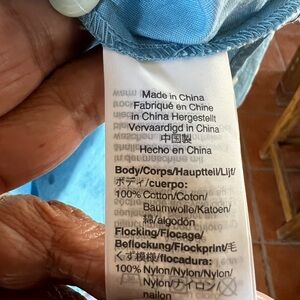 Made in China
Fabriqué en Chine
in China Hergestellt
Vervaardigd in China
中国製
Hecho en China
Body/Corps/Hauptteil/Lijf/
ボディ/cuerpo:
100% Cotton/Coton/
Baumwolle/Katoen/
綿/algodón
Flocking/Flocage/
Beflockung/Flockprint/毛
くず模様/flocadura:
100% Nylon/Nylon/Nylon/
Nylon/ナイロン/
nailon